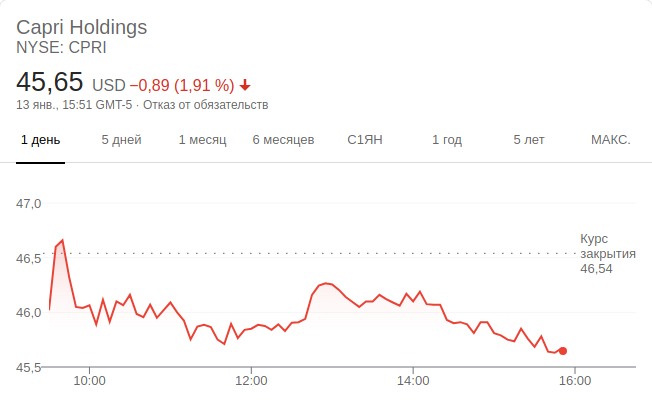 Capri Holdings
NYSE: CPRI
45,65 USD −0,89 (1,91 %)
13 янв., 15:51 GMT-5 · Отказ от обязательств
1 день 5 дней 1 месяц 6 месяцев С1ЯН 1 год 5 лет МАКС.
47,0
Курс
закрытия
46,54
46,5
46,0
45,5
10:00 12:00 14:00 16:00